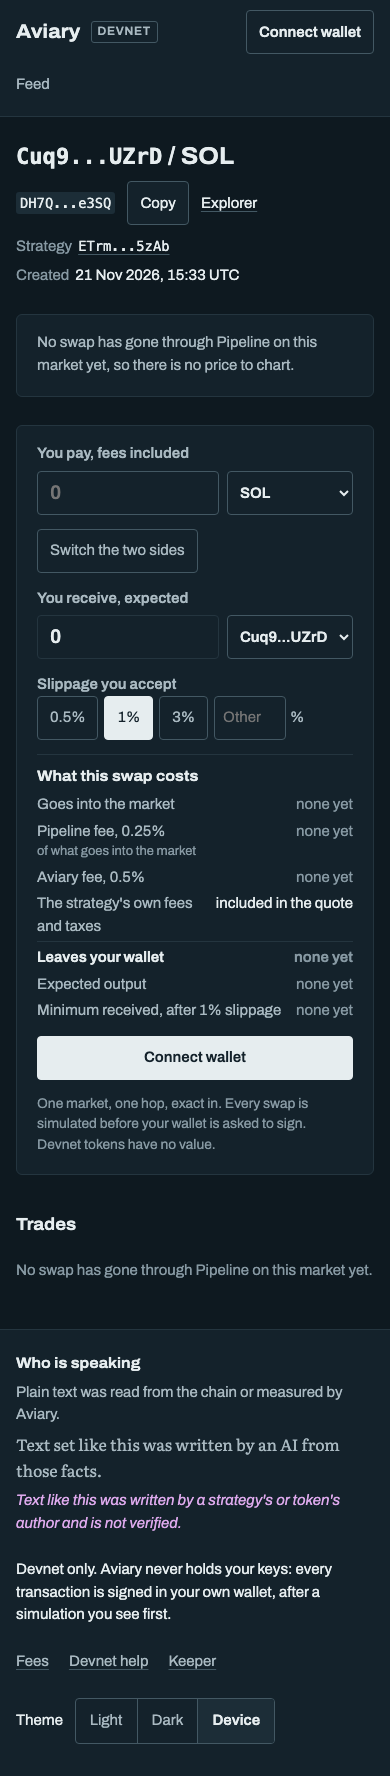 Aviary DEVNET Connect wallet
Feed
Cuq9...UZrD / SOL
DH7Q...e3SQ Copy Explorer
Strategy ETrm...5zAb
Created 21 Nov 2026, 15:33 UTC
No swap has gone through Pipeline on this
market yet, so there is no price to chart.
You pay, fees included
0 SOL
Switch the two sides
You receive, expected
0 Cuq9...UZrD
Slippage you accept
0.5% 1% 3% Other %
What this swap costs
Goes into the market none yet
Pipeline fee, 0.25% none yet
of what goes into the market
Aviary fee, 0.5% none yet
The strategy's own fees included in the quote
and taxes
Leaves your wallet none yet
Expected output none yet
Minimum received, after 1% slippage none yet
Connect wallet
One market, one hop, exact in. Every swap is
simulated before your wallet is asked to sign.
Devnet tokens have no value.
Trades
No swap has gone through Pipeline on this market yet.
Who is speaking
Plain text was read from the chain or measured by
Aviary.
Text set like this was written by an AI from
those facts.
Text like this was written by a strategy's or token's
author and is not verified.
Devnet only. Aviary never holds your keys: every
transaction is signed in your own wallet, after a
simulation you see first.
Fees Devnet help Keeper
Theme Light Dark Device